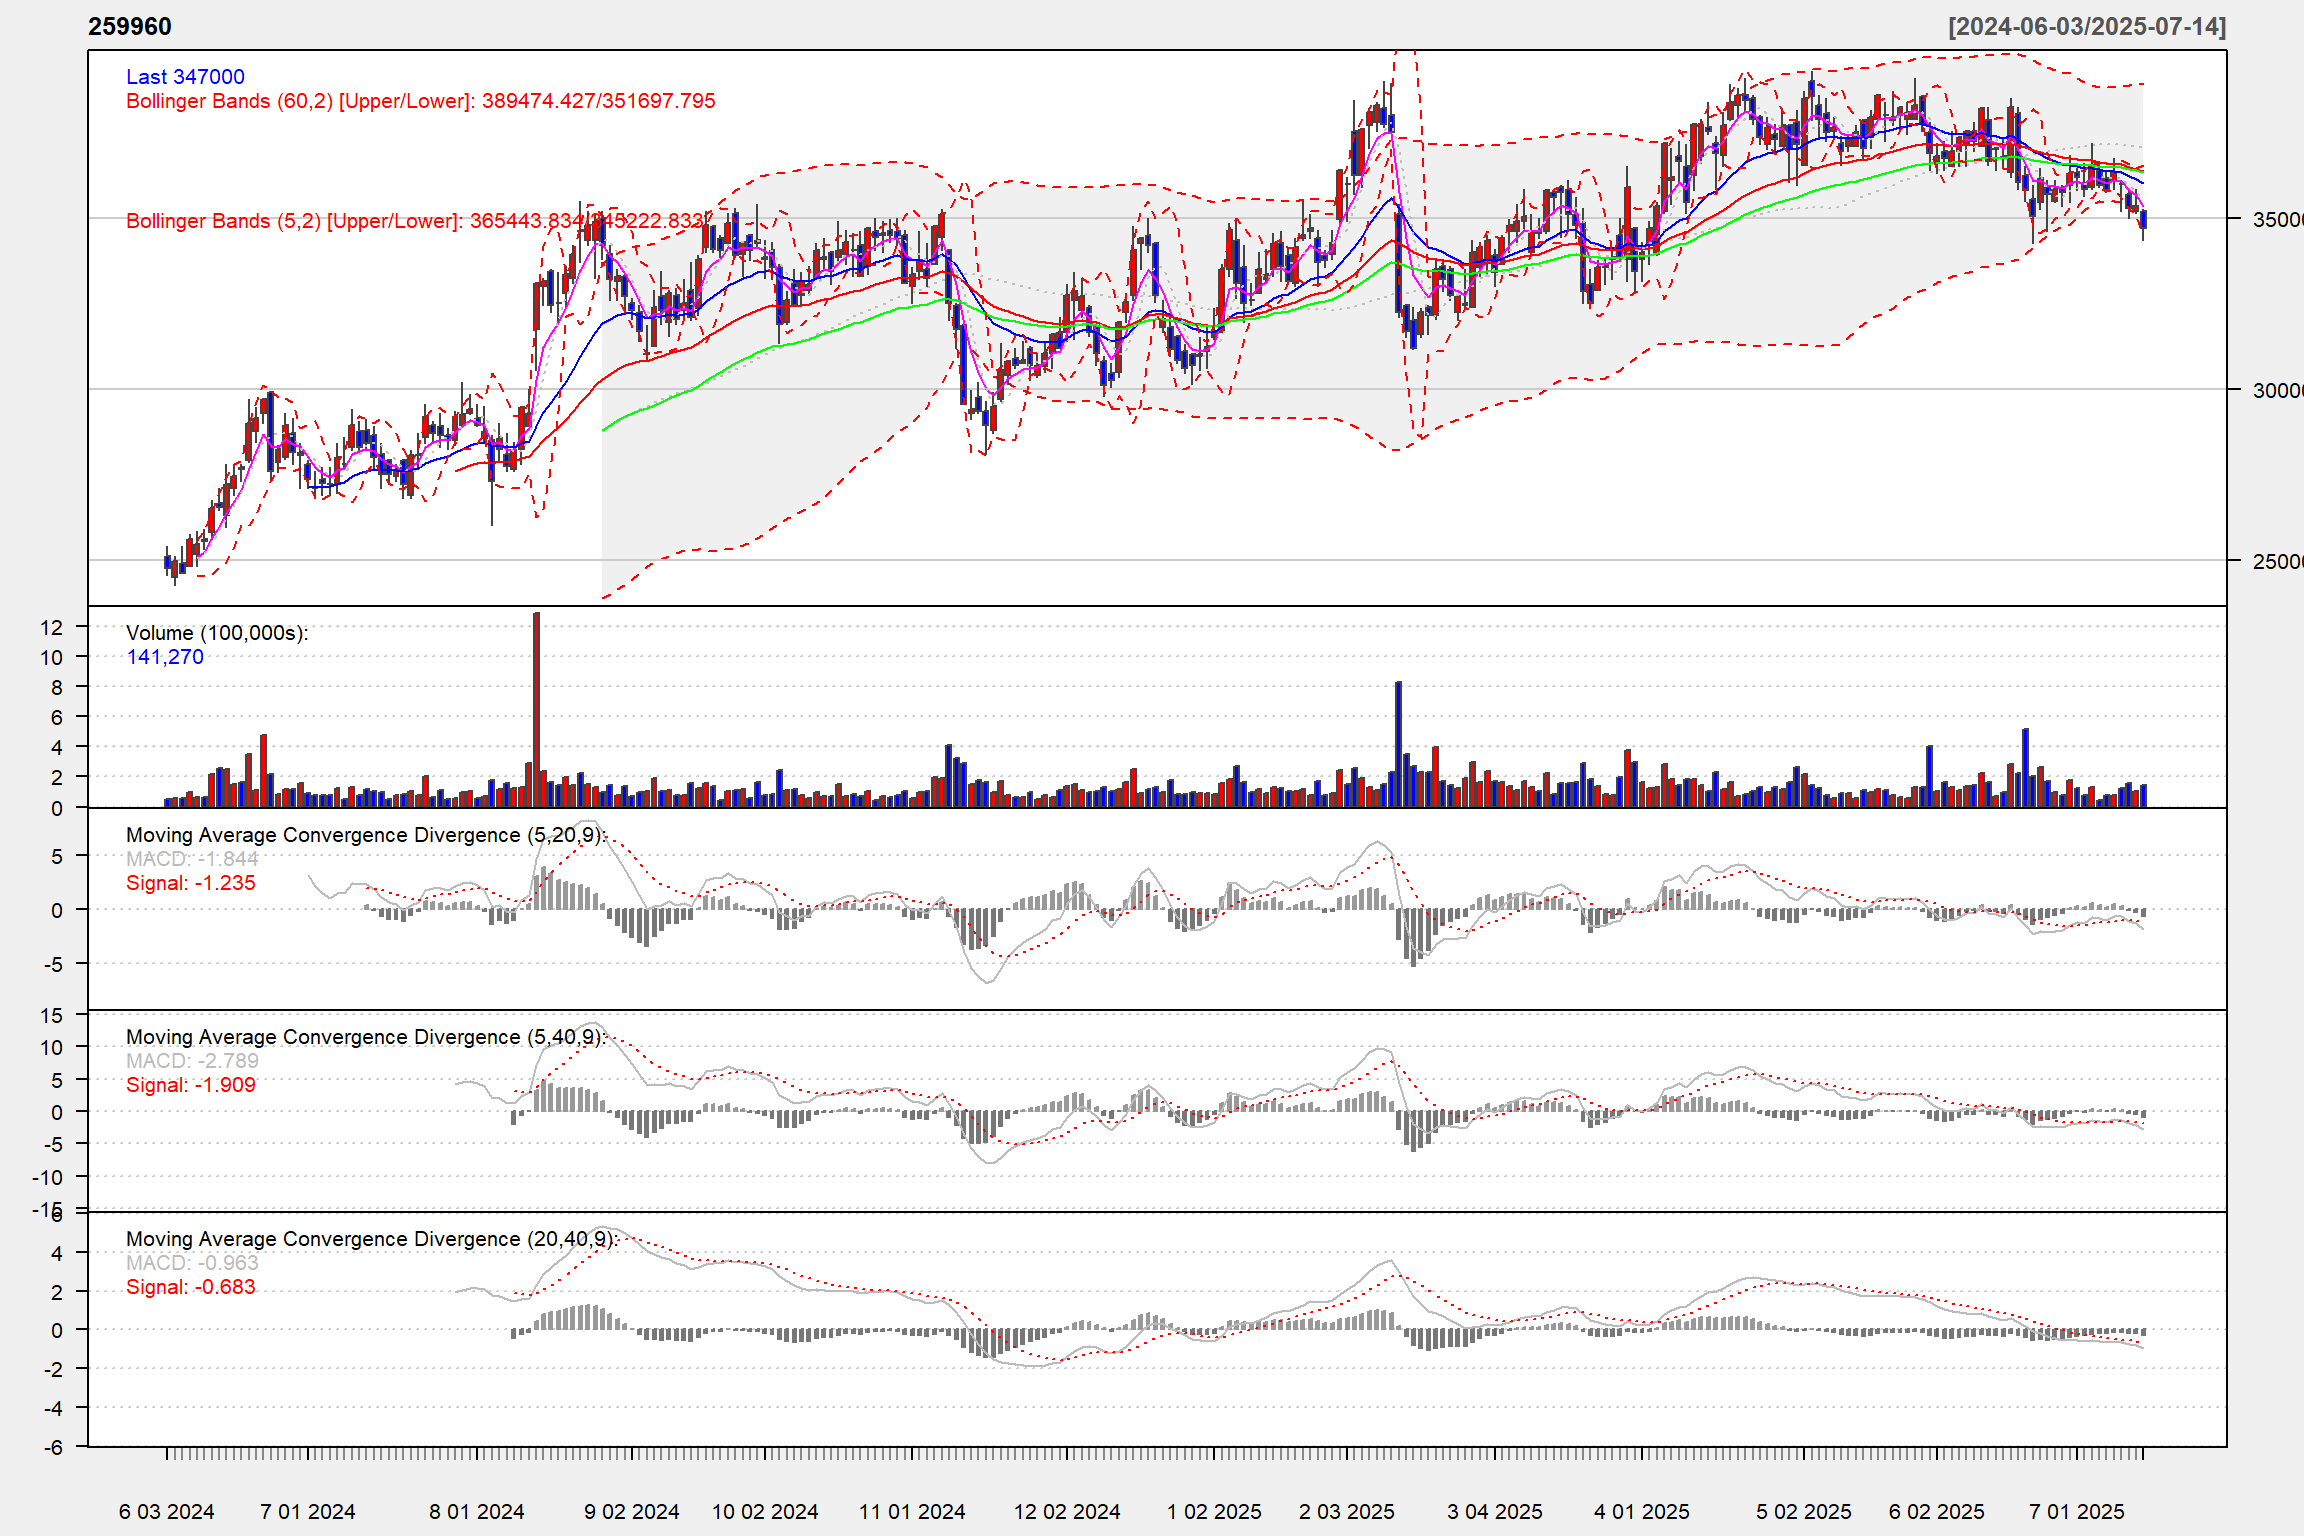 259960 [2024-06-03/2025-07-14]
Last 347000
Bollinger Bands (60,2) [Upper/Lower]: 389474.427/351697.795
Bollinger Bands (5,2) [Upper/Lower]: 365443.834/345222.833
35000
30000
25000
Volume (100,000s):
141,270
12
10
8
6
4
2
0
Moving Average Convergence Divergence (5,20,9):
MACD: -1.844
Signal: -1.235
5
0
-5
Moving Average Convergence Divergence (5,40,9):
MACD: -2.789
Signal: -1.909
15
10
5
0
-5
-10
-15
Moving Average Convergence Divergence (20,40,9):
MACD: -0.963
Signal: -0.683
6
4
2
0
-2
-4
-6
6 03 2024 7 01 2024 8 01 2024 9 02 2024 10 02 2024 11 01 2024 12 02 2024 1 02 2025 2 03 2025 3 04 2025 4 01 2025 5 02 2025 6 02 2025 7 01 2025